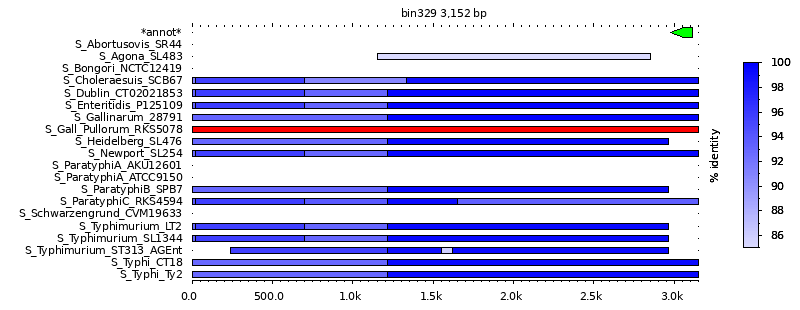 bin329 3,152 bp
*annot*
S_Abortusovis_SR44
S_Agona_SL483
S_Bongori_NCTC12419
S_Choleraesuis_SCB67
S_Dublin_CT02021853
S_Enteritidis_P125109
S_Gallinarum_28791
S_Gall_Pullorum_RKS5078
S_Heidelberg_SL476
S_Newport_SL254
S_ParatyphiA_AKU12601
S_ParatyphiA_ATCC9150
S_ParatyphiB_SPB7
S_ParatyphiC_RKS4594
S_Schwarzengrund_CVM19633
S_Typhimurium_LT2
S_Typhimurium_SL1344
S_Typhimurium_ST313_AGEnt
S_Typhi_CT18
S_Typhi_Ty2
0.0 500.0 1.0k 1.5k 2.0k 2.5k 3.0k
% identity
100
98
96
94
92
90
88
86